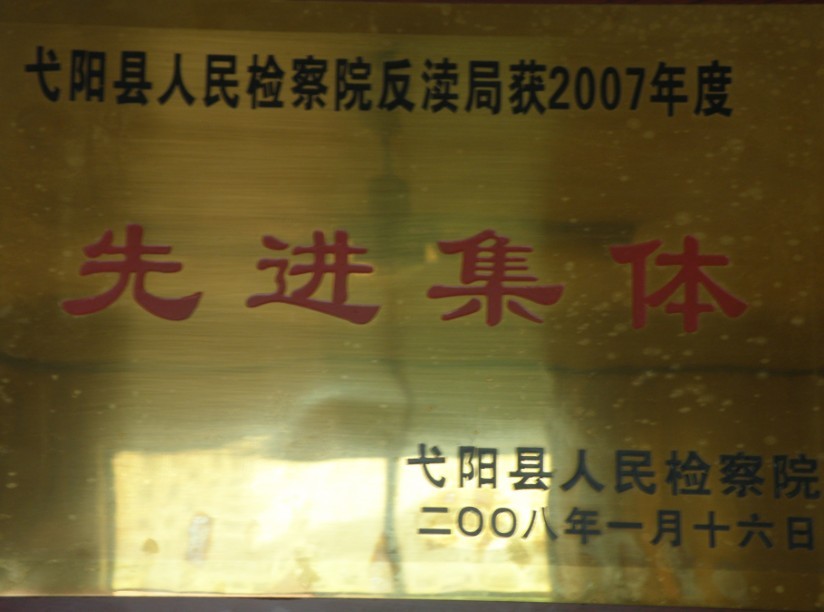 弋阳县人民检察院反渎局获2007年度
先进集体
弋阳县人民检察院
二〇〇八年一月十六日